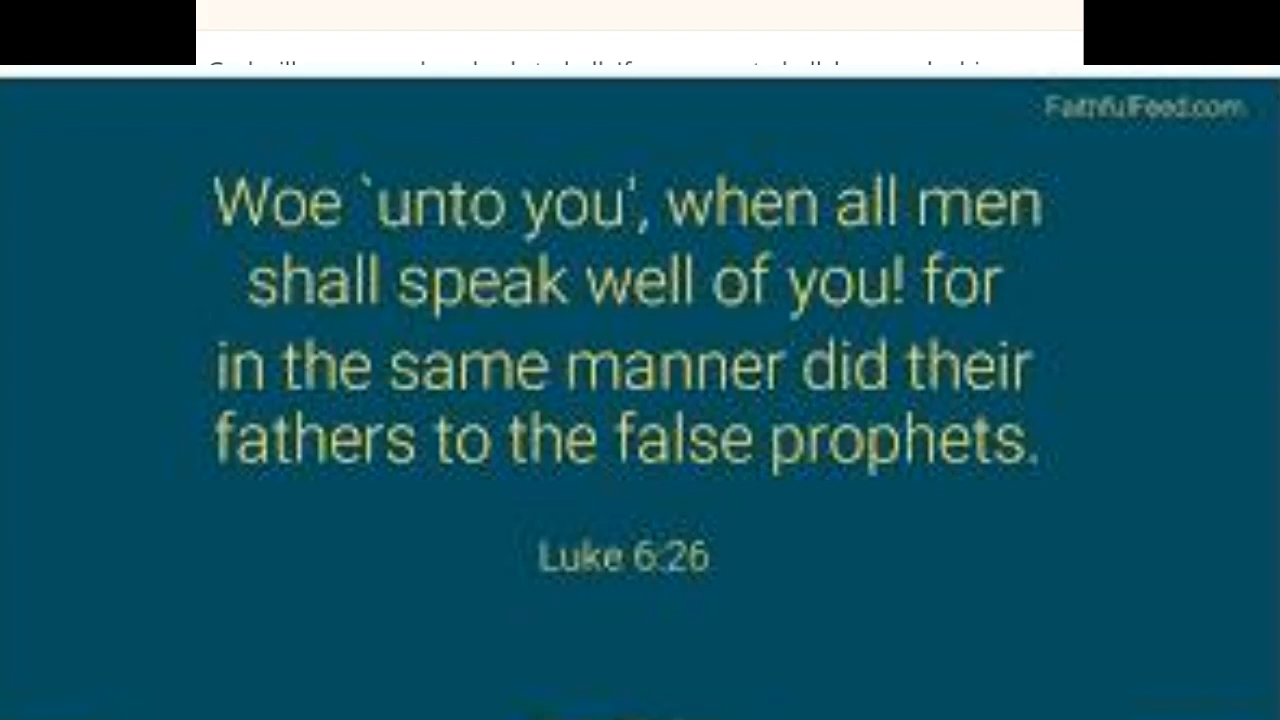 FaithfulFeed.com
Woe `unto you', when all men
shall speak well of you! for
in the same manner did their
fathers to the false prophets.
Luke 6:26